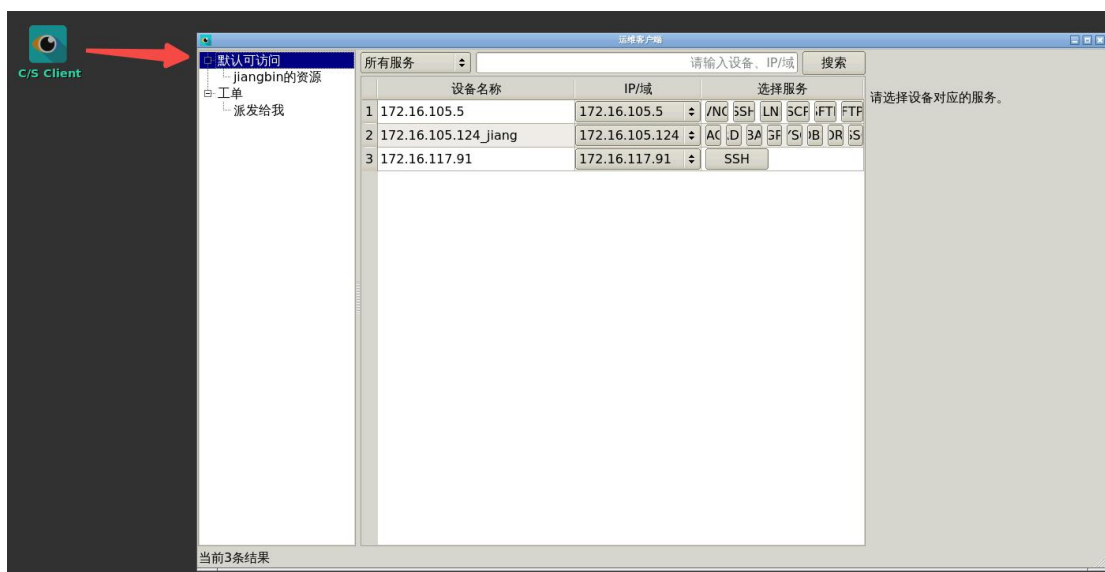 C/S Client
运维客户端
默认可访问
jiangbin的资源
工单
派发给我
所有服务 请输入设备、IP/域 搜索
设备名称 IP/域 选择服务
1 172.16.105.5 172.16.105.5 SSH LN FTP
2 172.16.105.124_jiang 172.16.105.124
3 172.16.117.91 172.16.117.91 SSH
请选择设备对应的服务。
当前3条结果